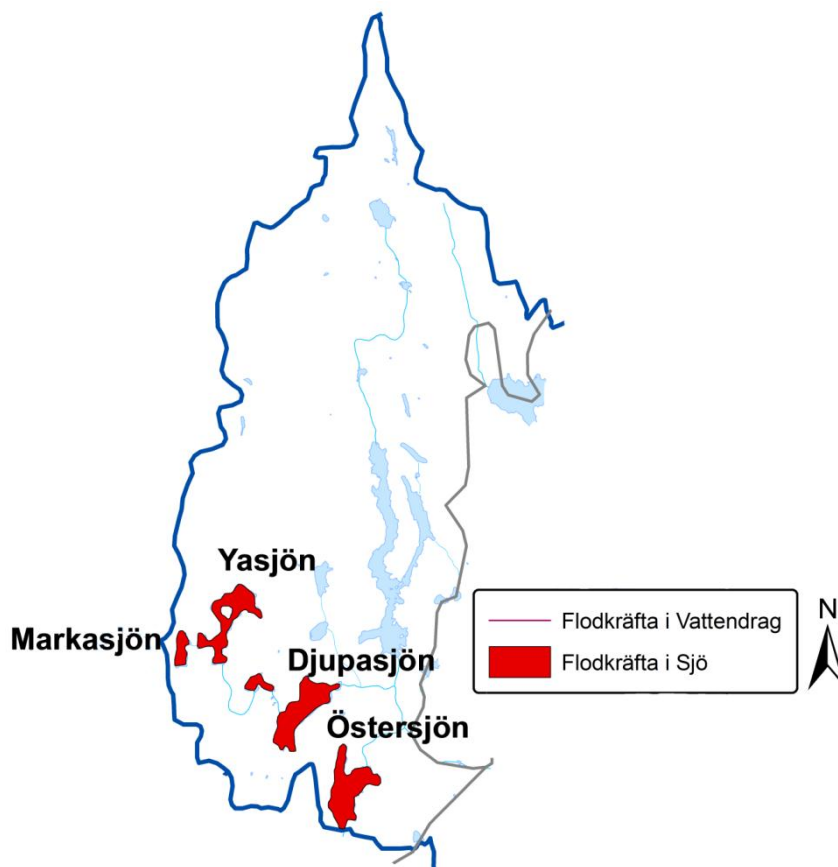 Yasjön
Markasjön
Djupasjön
Östersjön
Flodkräfta i Vattendrag
Flodkräfta i Sjö
N